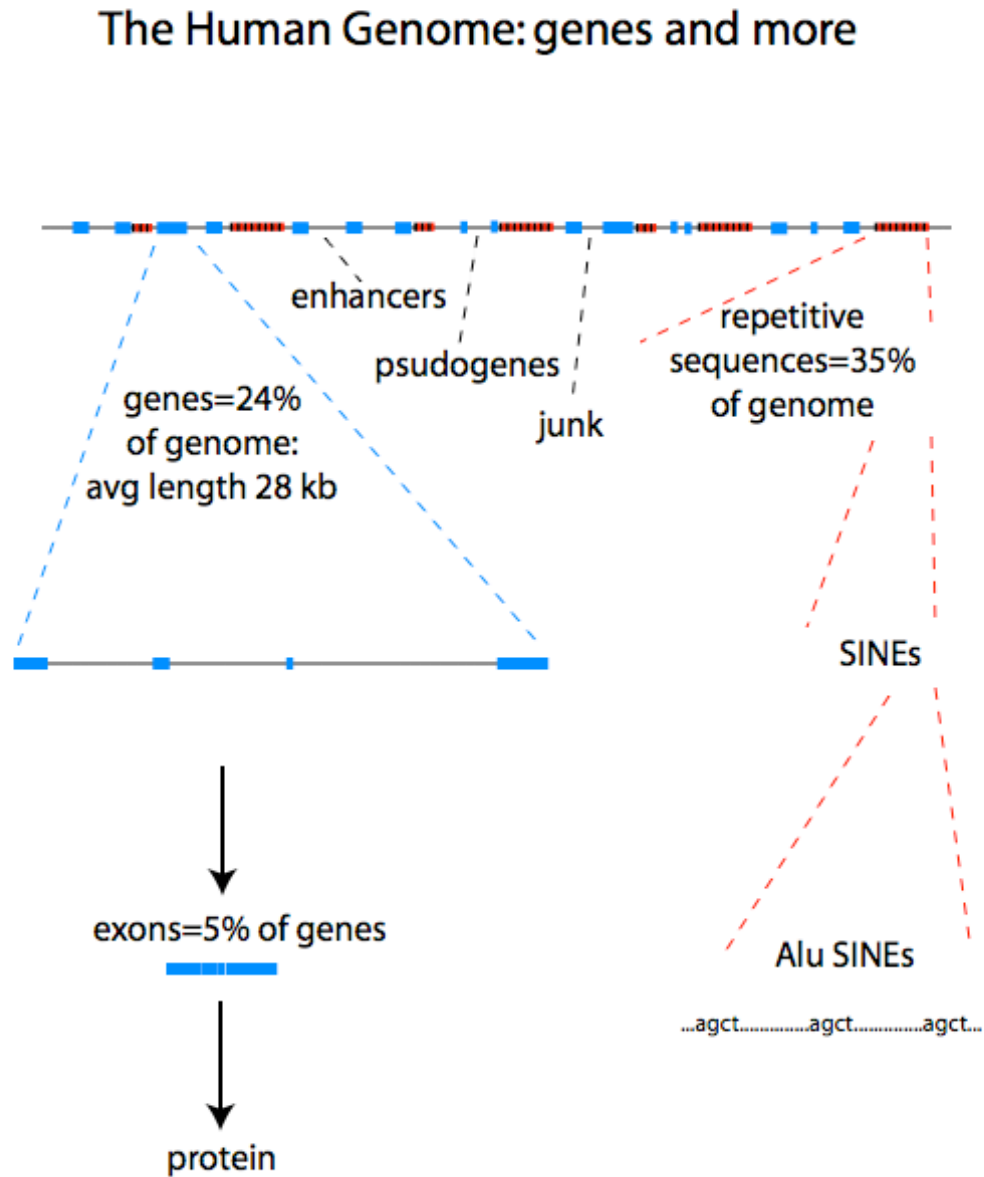 The Human Genome: genes and more
enhancers
psudogenes
junk
repetitive
sequences=35%
of genome
genes=24%
of genome:
avg length 28 kb
SINEs
exons=5% of genes
Alu SINEs
...agct................agct................agct...
protein